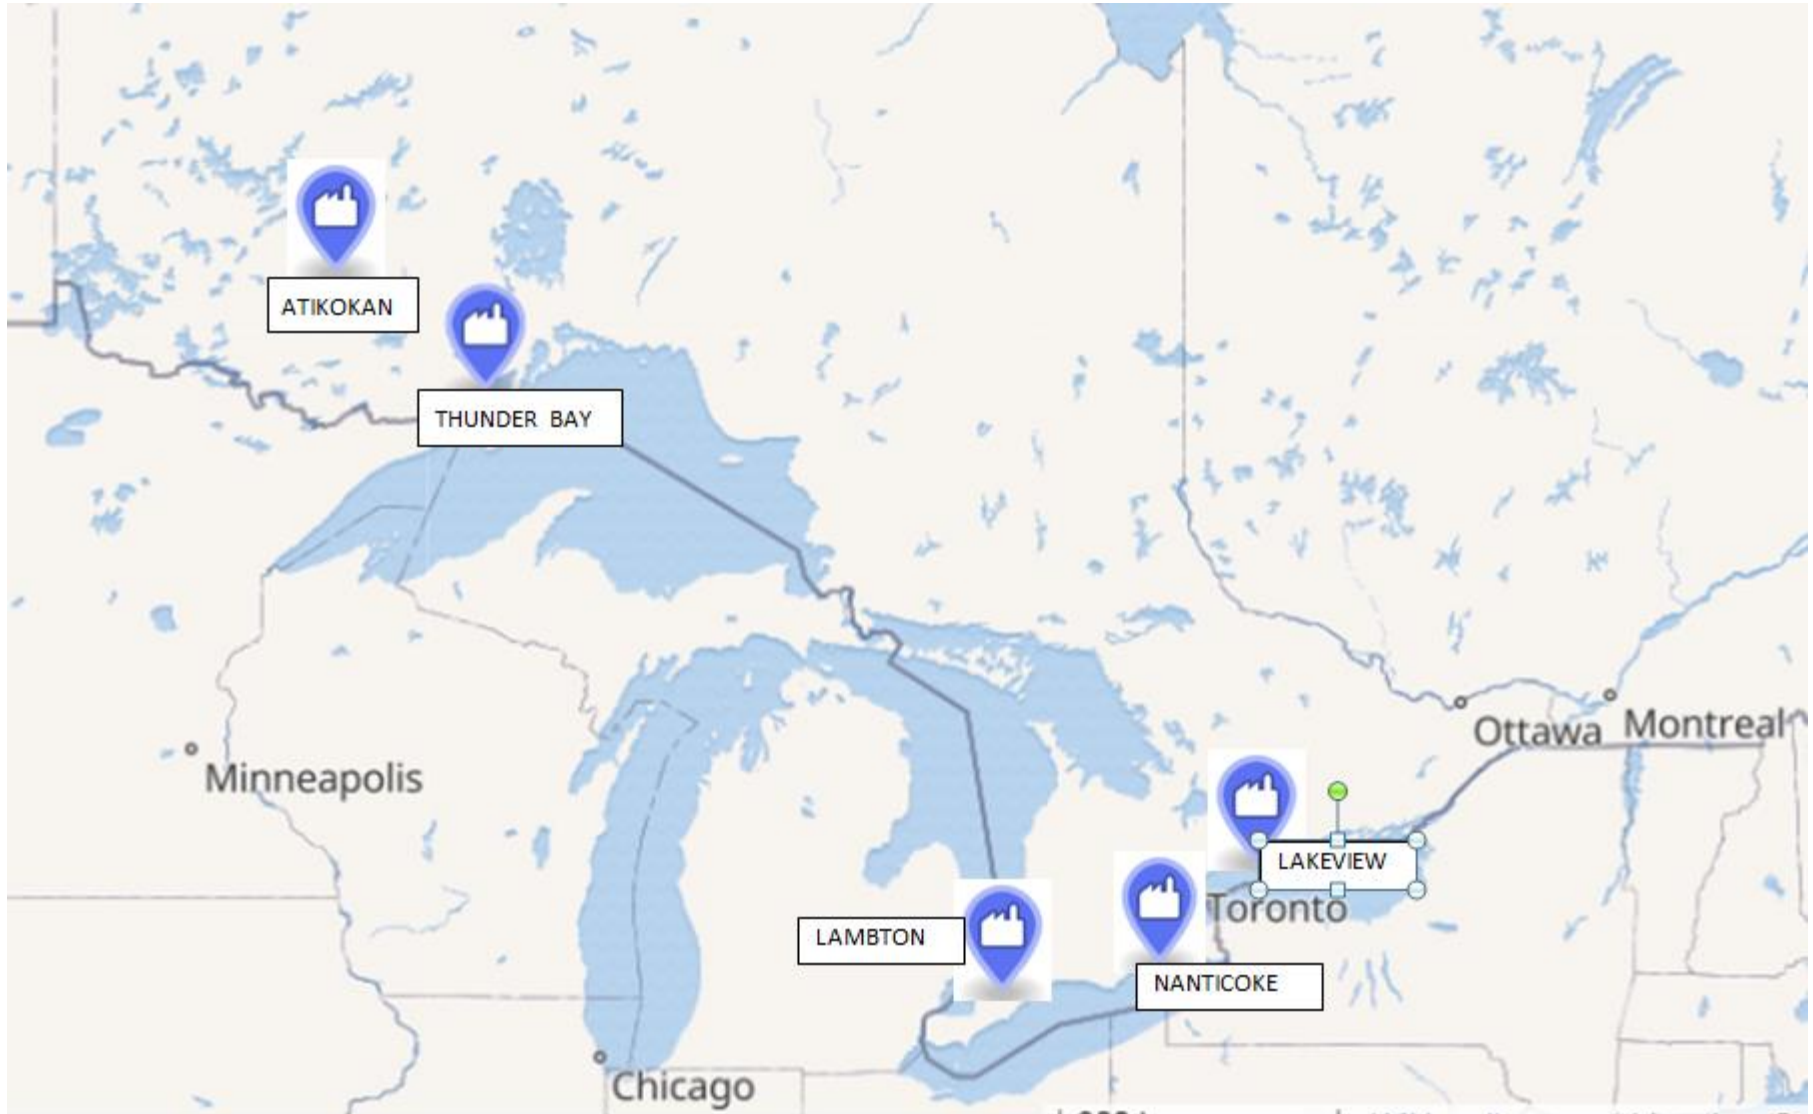 ATIKOKAN
THUNDER BAY
Ottawa
Montreal
Minneapolis
LAKEVIEW
Toronto
LAMBTON
NANTICOKE
Chicago